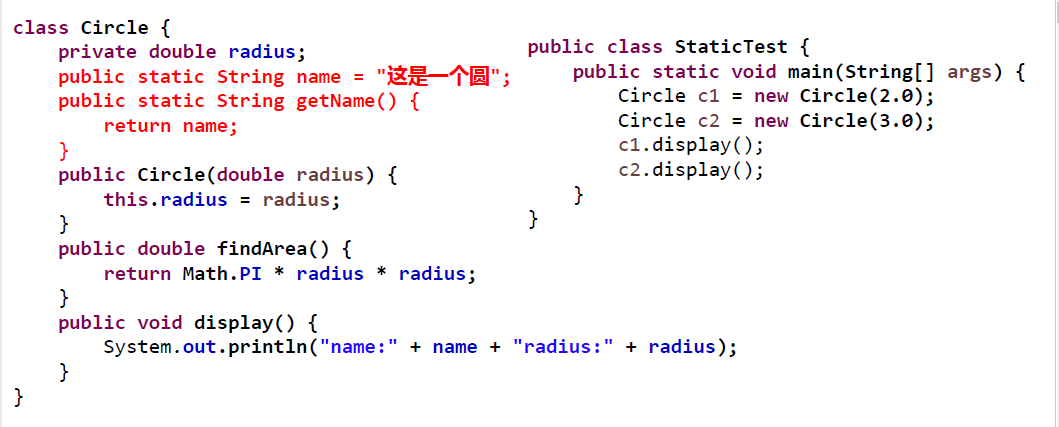 class Circle {
    private double radius;
    public static String name = "这是一个圆";
    public static String getName() {
        return name;
    }
    public Circle(double radius) {
        this.radius = radius;
    }
    public double findArea() {
        return Math.PI * radius * radius;
    }
    public void display() {
        System.out.println("name:" + name + "radius:" + radius);
    }
}
public class StaticTest {
    public static void main(String[] args) {
        Circle c1 = new Circle(2.0);
        Circle c2 = new Circle(3.0);
        c1.display();
        c2.display();
    }
}